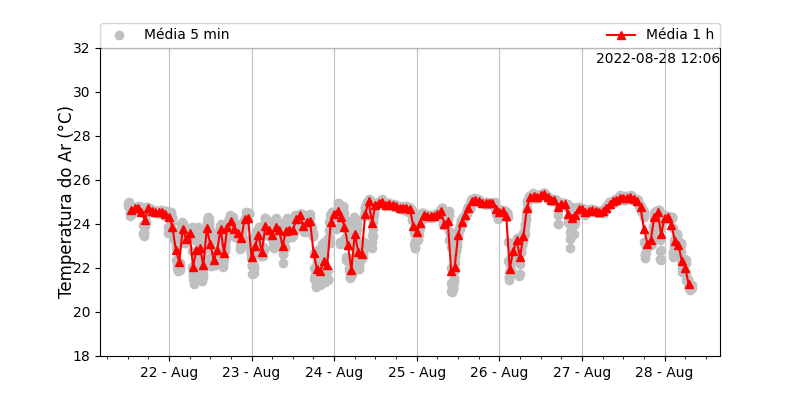 Média 5 min
Média 1 h
2022-08-28 12:06
Temperatura do Ar (°C)
32
30
28
26
24
22
20
18
22 - Aug
23 - Aug
24 - Aug
25 - Aug
26 - Aug
27 - Aug
28 - Aug